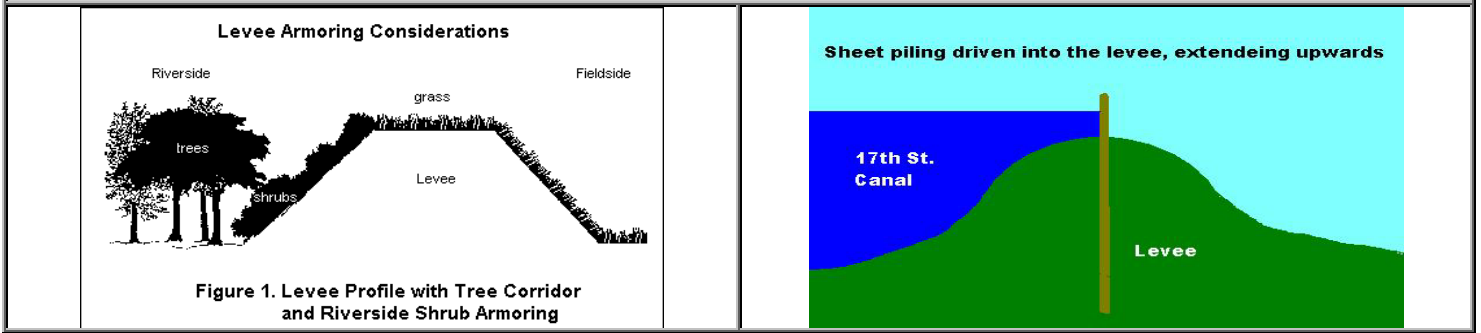 Levee Armoring Considerations
Riverside
Fieldside
grass
trees
Levee
shrubs
Figure 1. Levee Profile with Tree Corridor
and Riverside Shrub Armoring
Sheet piling driven into the levee, extendeing upwards
17th St.
Canal
Levee